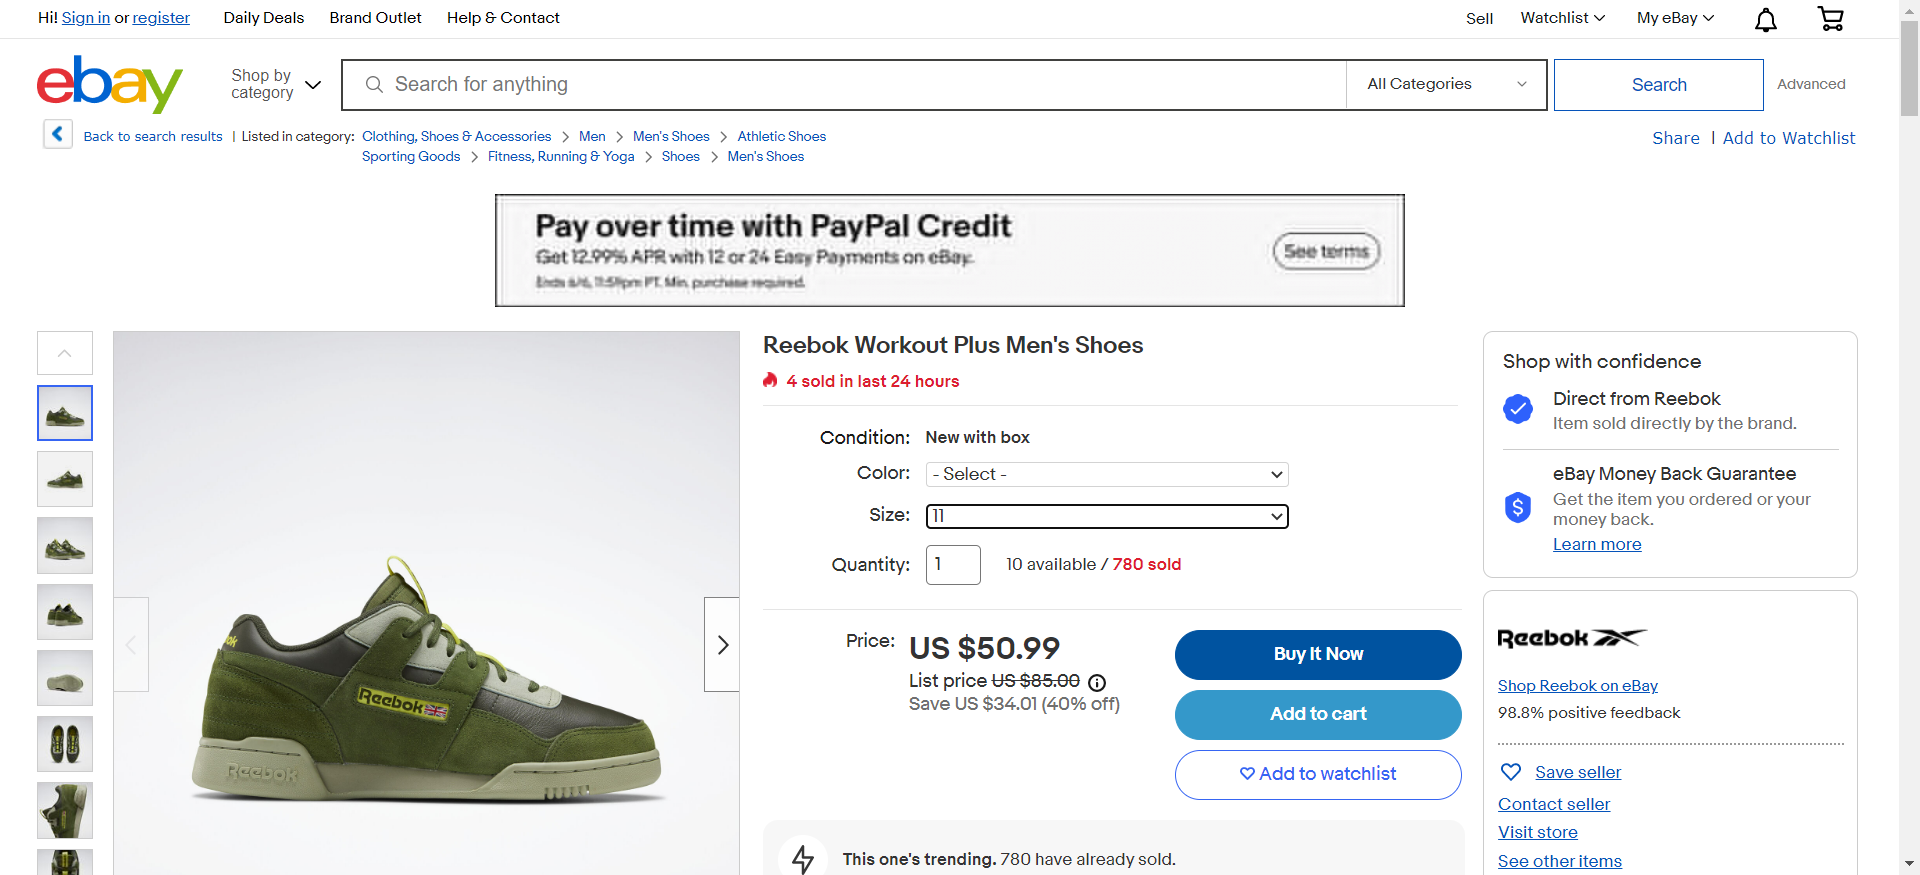 Hi! Sign in or register Daily Deals Brand Outlet Help & Contact Sell Watchlist My eBay
ebay Shop by category Search for anything All Categories Search Advanced
Back to search results | Listed in category: Clothing, Shoes & Accessories > Men > Men's Shoes > Athletic Shoes
Sporting Goods > Fitness, Running & Yoga > Shoes > Men's Shoes
Share | Add to Watchlist
Pay over time with PayPal Credit
Get 12.99% APR with 12 or 24 Easy Payments on eBay.
Ends 6/6, 11:59pm PT. Min. purchase required.
See terms
Reebok Workout Plus Men's Shoes
4 sold in last 24 hours
Condition: New with box
Color: - Select -
Size: 11
Quantity: 1 10 available / 780 sold
Price: US $50.99
List price US $85.00
Save US $34.01 (40% off)
Buy It Now
Add to cart
Add to watchlist
This one's trending. 780 have already sold.
Reebok
Reebok
Shop with confidence
Direct from Reebok
Item sold directly by the brand.
eBay Money Back Guarantee
Get the item you ordered or your
money back.
Learn more
Reebok
Shop Reebok on eBay
98.8% positive feedback
Save seller
Contact seller
Visit store
See other items